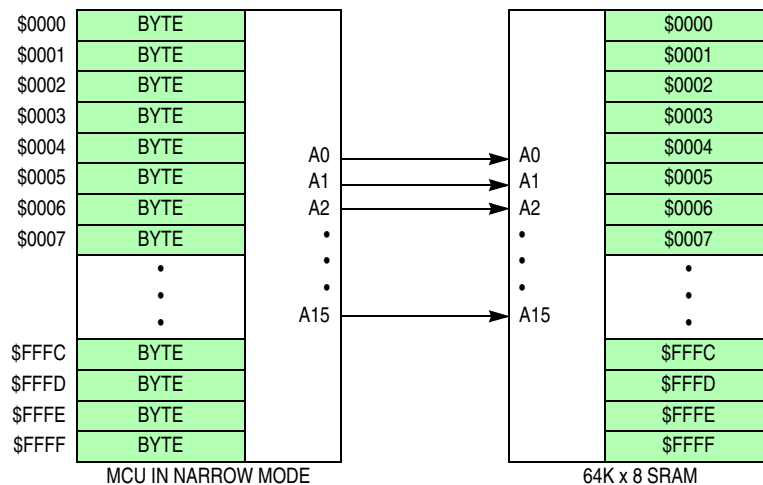 $0000 BYTE $0000
$0001 BYTE $0001
$0002 BYTE $0002
$0003 BYTE $0003
$0004 BYTE A0 A0 $0004
$0005 BYTE A1 A1 $0005
$0006 BYTE A2 A2 $0006
$0007 BYTE $0007
A15 A15
$FFFC BYTE $FFFC
$FFFD BYTE $FFFD
$FFFE BYTE $FFFE
$FFFF BYTE $FFFF
MCU IN NARROW MODE 64K x 8 SRAM